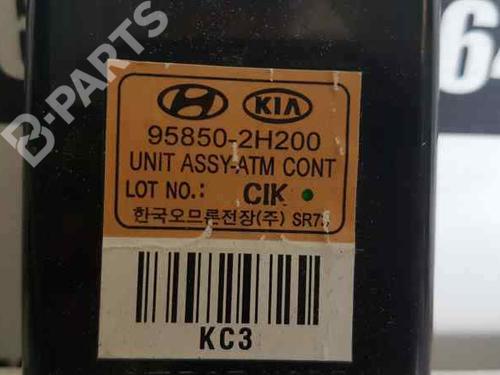 B-PARTS
KIA
95850-2H200
UNIT ASSY-ATM CONT
LOT NO.: CIK
한국오므론전장(주)
KC3